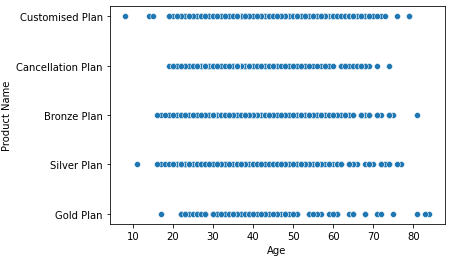 Customised Plan
Cancellation Plan
Bronze Plan
Silver Plan
Gold Plan
Product Name
10 20 30 40 50 60 70 80
Age